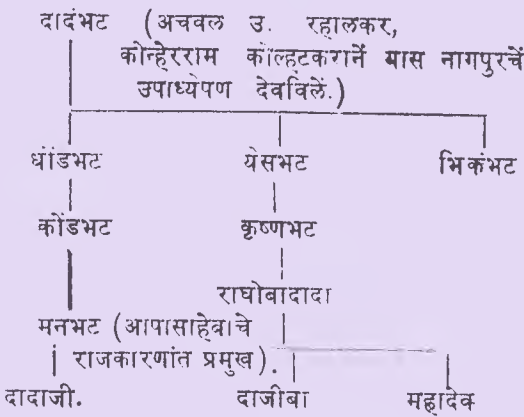 दादंभट (अचवल उ. रहालकर,
कोन्हेरराम कोल्हटकरानें यास नागपुरचें
उपाध्येपण देवविलें.)
धोंडभट येसभट भिकंभट
कोंडभट कृष्णभट
राघोबादादा
मनभट (आपासाहेबाचे
राजकारणांत प्रमुख).
दादाजी. दाजीबा महादेव